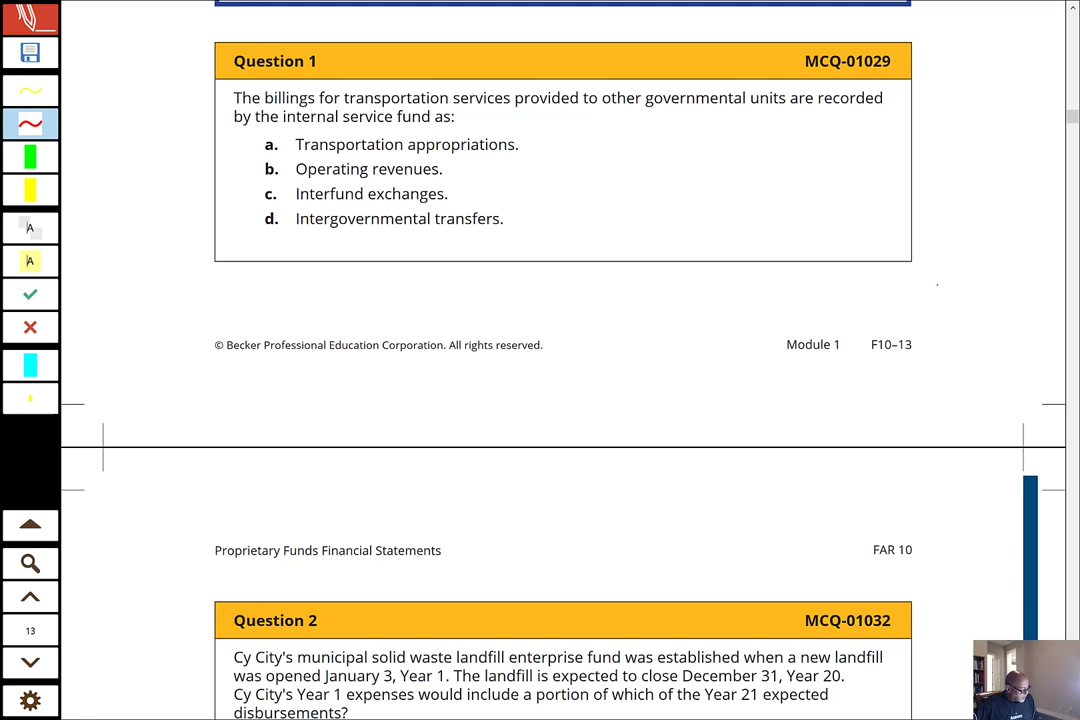 Question 1 MCQ-01029
The billings for transportation services provided to other governmental units are recorded
by the internal service fund as:
a. Transportation appropriations.
b. Operating revenues.
c. Interfund exchanges.
d. Intergovernmental transfers.
© Becker Professional Education Corporation. All rights reserved. Module 1 F10–13
A
A
13
Proprietary Funds Financial Statements FAR 10
Question 2 MCQ-01032
Cy City's municipal solid waste landfill enterprise fund was established when a new landfill
was opened January 3, Year 1. The landfill is expected to close December 31, Year 20.
Cy City's Year 1 expenses would include a portion of which of the Year 21 expected
disbursements?